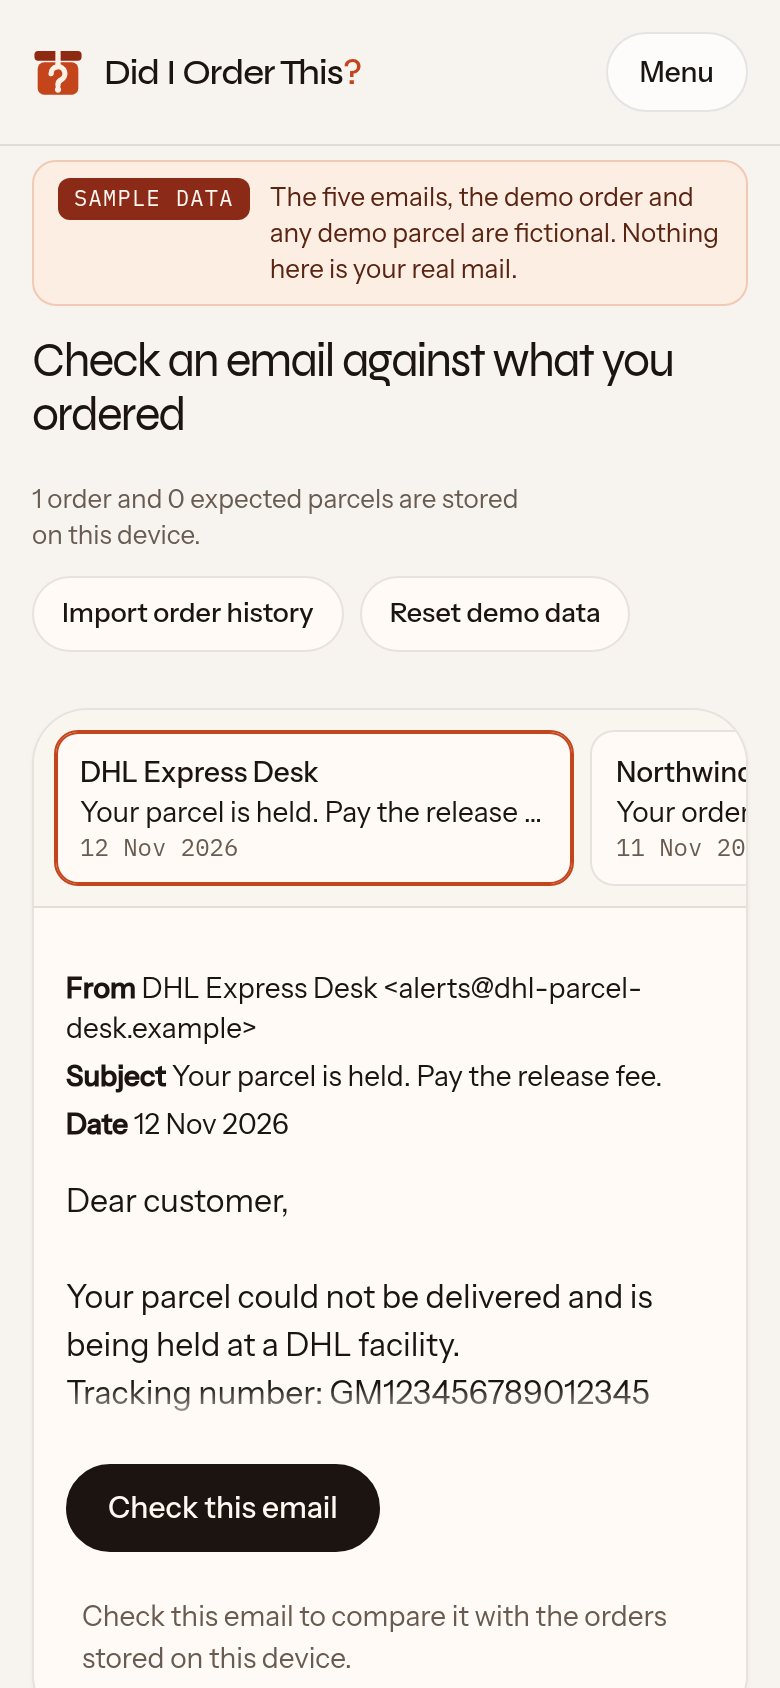 Did I Order This?
Menu
SAMPLE DATA
The five emails, the demo order and
any demo parcel are fictional. Nothing
here is your real mail.
Check an email against what you
ordered
1 order and 0 expected parcels are stored
on this device.
Import order history
Reset demo data
DHL Express Desk
Your parcel is held. Pay the release ...
12 Nov 2026
Northwind
Your order
11 Nov 20
From DHL Express Desk <alerts@dhl-parcel-
desk.example>
Subject Your parcel is held. Pay the release fee.
Date 12 Nov 2026
Dear customer,
Your parcel could not be delivered and is
being held at a DHL facility.
Tracking number: GM123456789012345
Check this email
Check this email to compare it with the orders
stored on this device.